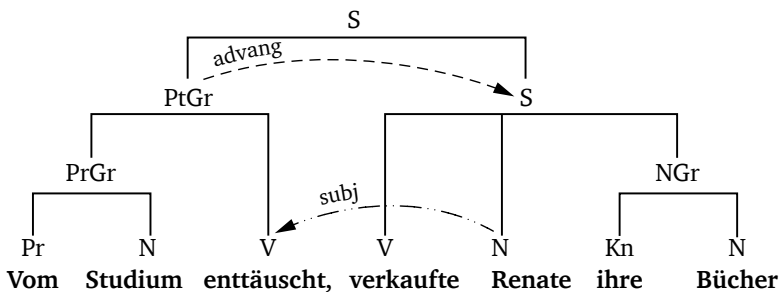 S
advang
PtGr S
PrGr NGr
subj
Pr N V V N Kn N
Vom Studium enttäuscht, verkaufte Renate ihre Bücher